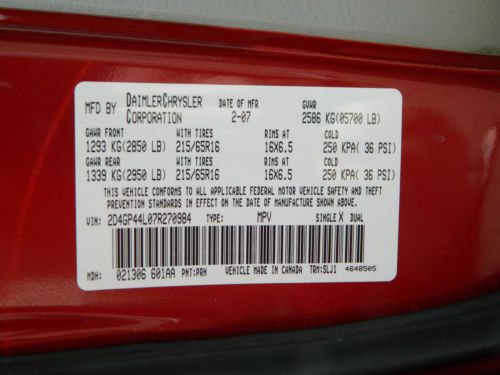 MFD BY DAIMLERCHRYSLER CORPORATION DATE OF MFR 2-07 GVWR 2586 KG(05700 LB)
GAWR FRONT WITH TIRES RIMS AT COLD
1293 KG(2850 LB) 215/65R16 16X6.5 250 KPA( 36 PSI)
GAWR REAR WITH TIRES RIMS AT COLD
1339 KG(2950 LB) 215/65R16 16X6.5 250 KPA( 36 PSI)
THIS VEHICLE CONFORMS TO ALL APPLICABLE FEDERAL MOTOR VEHICLE SAFETY AND THEFT
PREVENTION STANDARDS IN EFFECT ON THE DATE OF MANUFACTURE SHOWN ABOVE.
VIN: 2D4GP44L07R270984 TYPE: MPV SINGLE X DUAL
MDH: 021306 601AA PNT:PRH VEHICLE MADE IN CANADA TRM:SLJ1 4648505